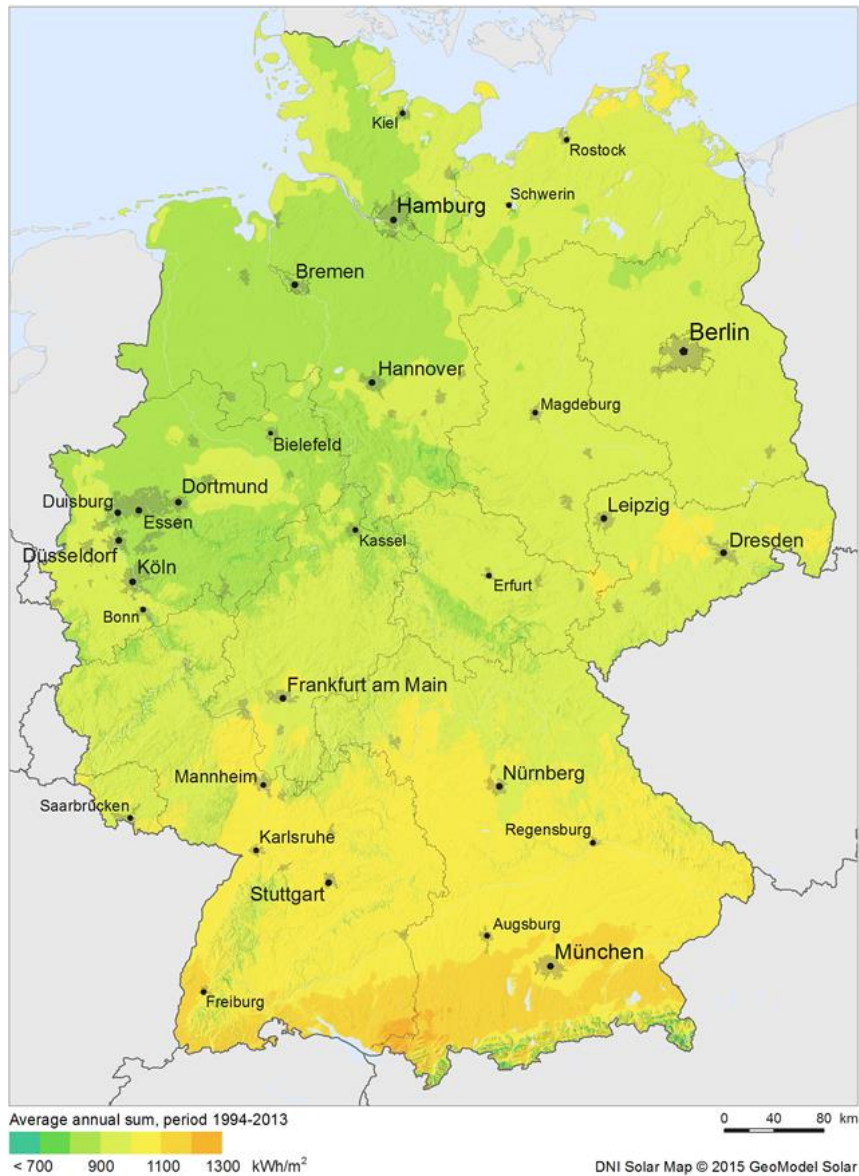 Kiel
Rostock
Schwerin
Hamburg
Bremen
Berlin
Hannover
Magdeburg
Bielefeld
Dortmund
Duisburg
Essen
Leipzig
Kassel
Düsseldorf
Dresden
Köln
Erfurt
Bonn
Frankfurt am Main
Mannheim
Nürnberg
Saarbrücken
Karlsruhe
Regensburg
Stuttgart
Augsburg
München
Freiburg
Average annual sum, period 1994-2013
0 40 80 km
< 700 900 1100 1300 kWh/m²
DNI Solar Map © 2015 GeoModel Solar